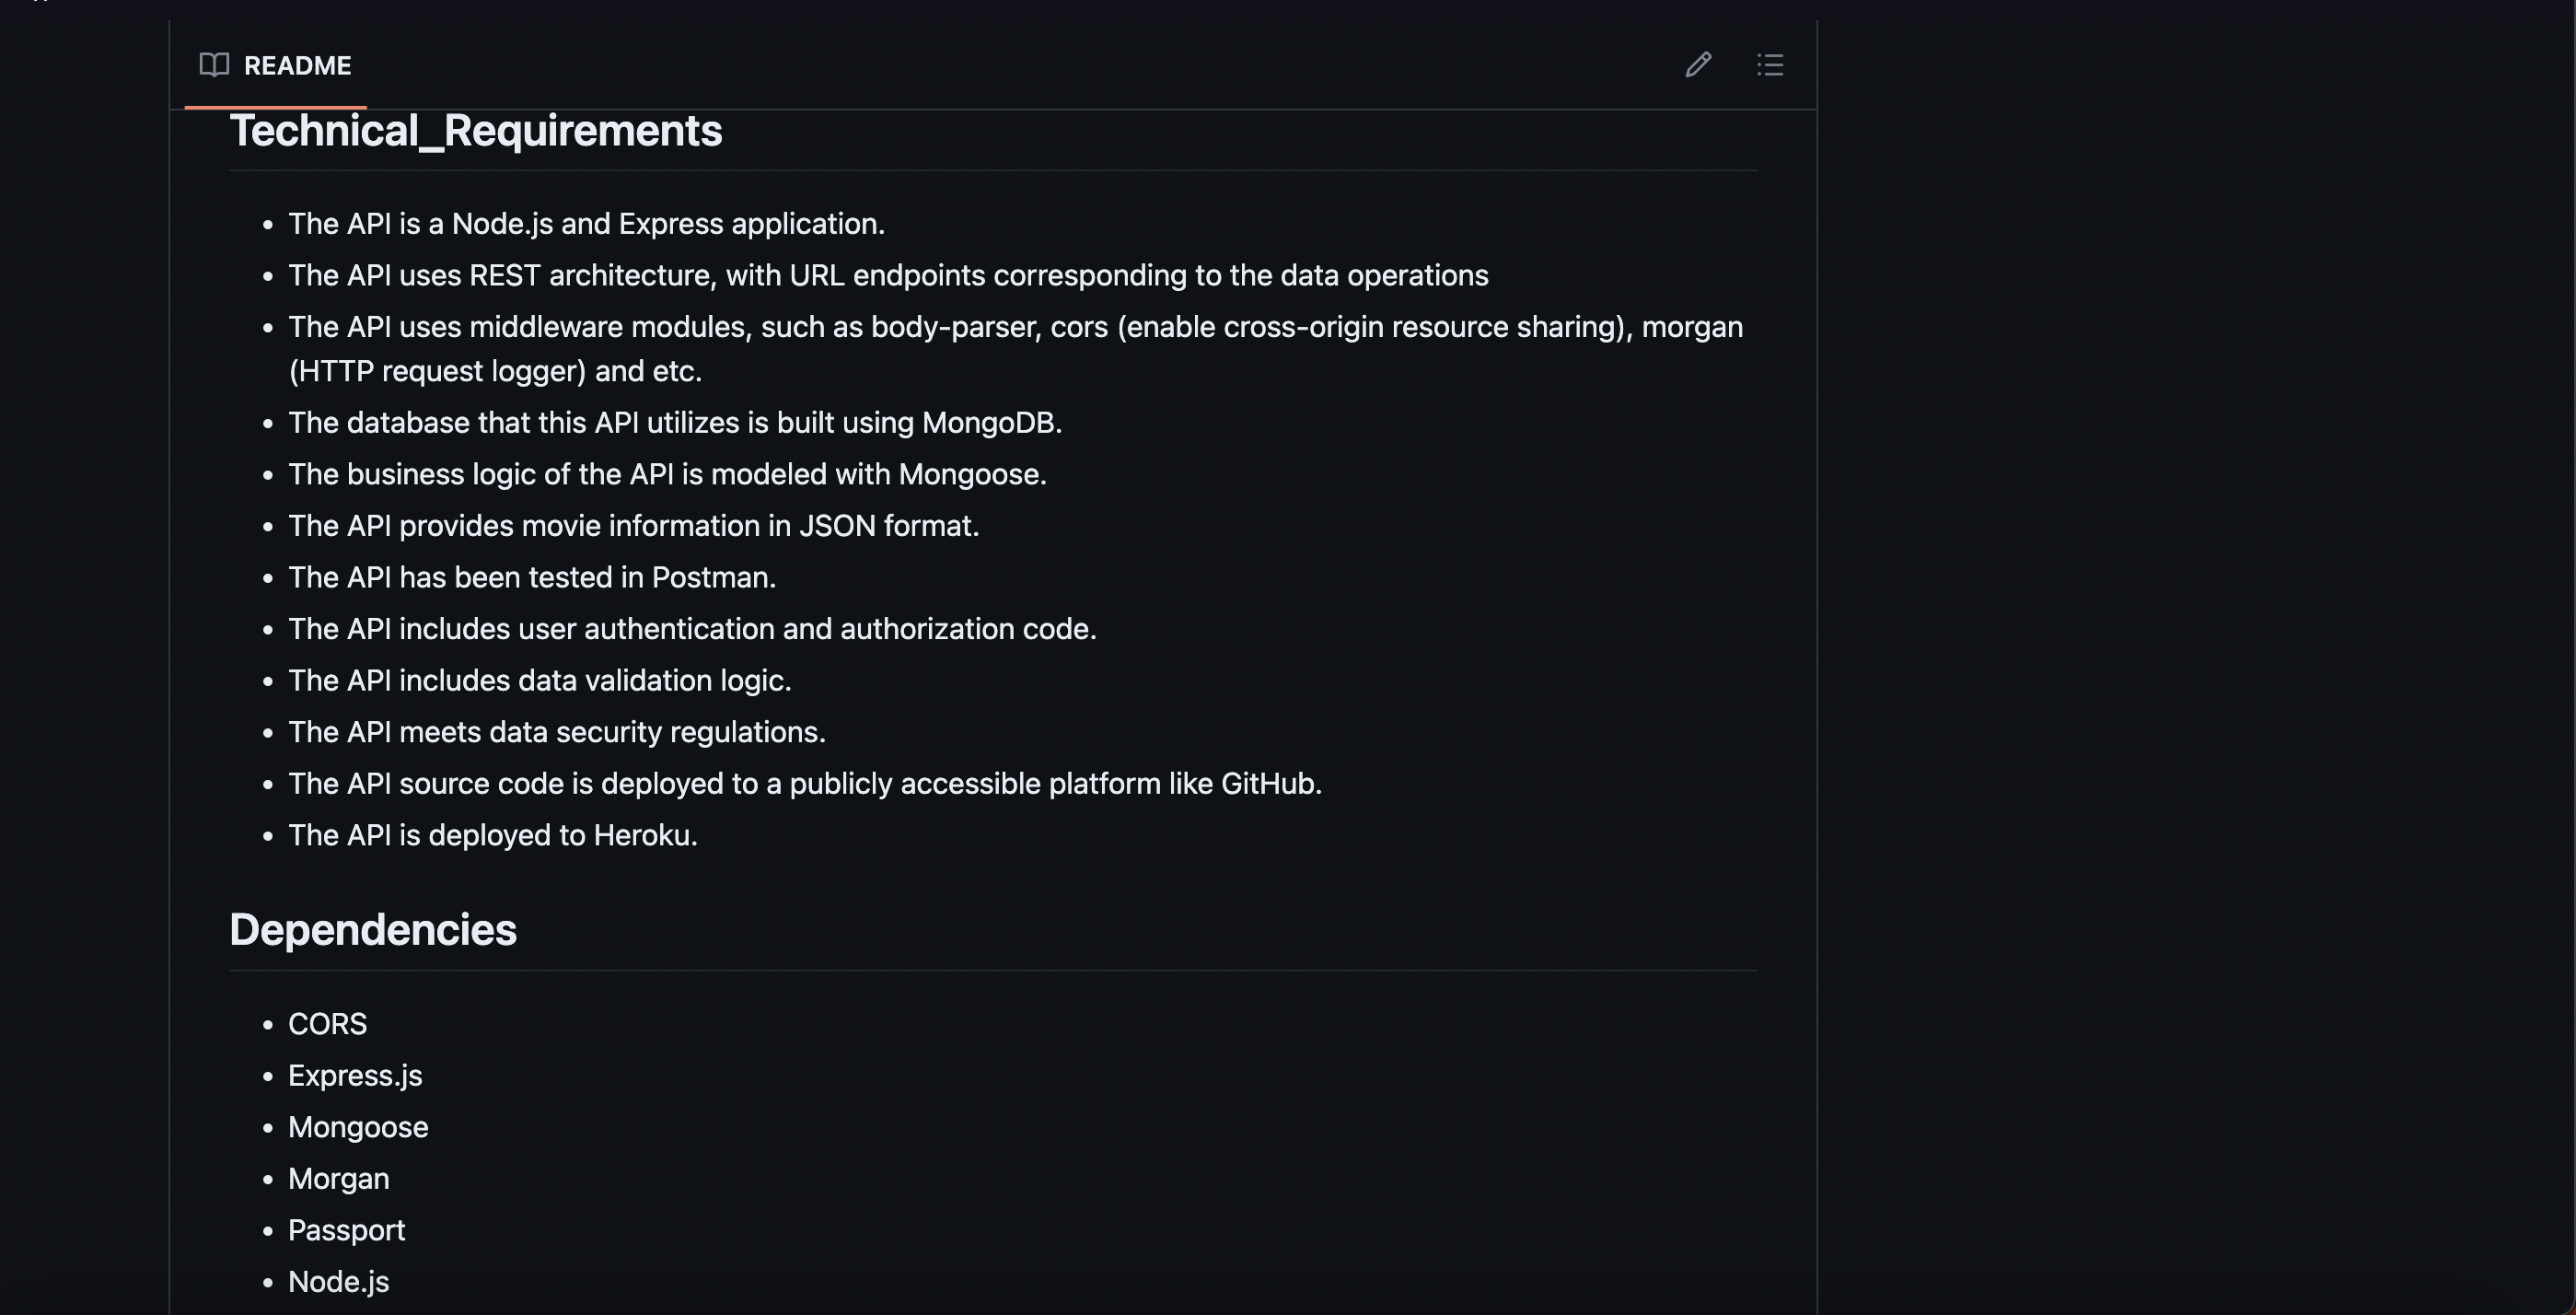 README
Technical_Requirements
The API is a Node.js and Express application.
The API uses REST architecture, with URL endpoints corresponding to the data operations
The API uses middleware modules, such as body-parser, cors (enable cross-origin resource sharing), morgan
(HTTP request logger) and etc.
The database that this API utilizes is built using MongoDB.
The business logic of the API is modeled with Mongoose.
The API provides movie information in JSON format.
The API has been tested in Postman.
The API includes user authentication and authorization code.
The API includes data validation logic.
The API meets data security regulations.
The API source code is deployed to a publicly accessible platform like GitHub.
The API is deployed to Heroku.
Dependencies
CORS
Express.js
Mongoose
Morgan
Passport
Node.js